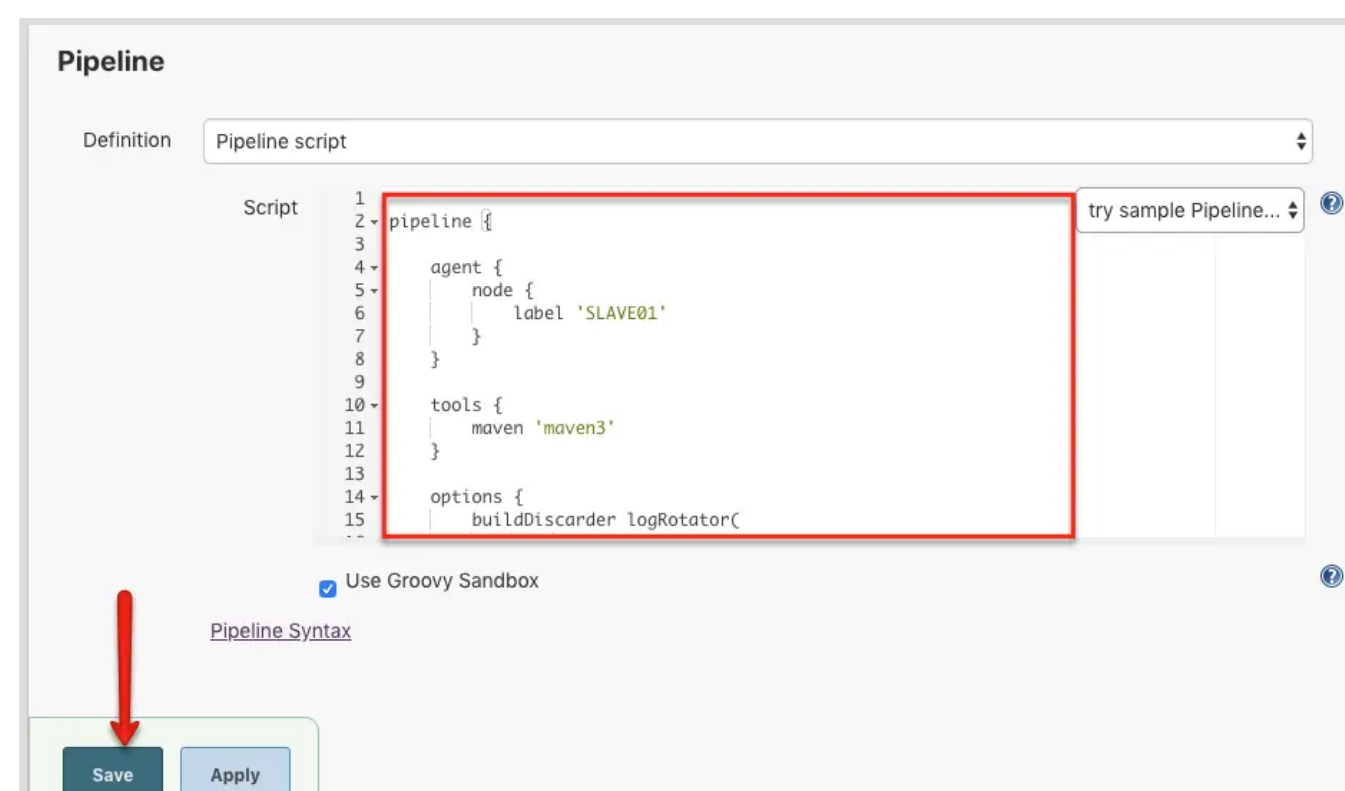 Pipeline
Definition
Pipeline script
Script
try sample Pipeline...
1
2 pipeline {
3
4     agent {
5         node {
6             label 'SLAVE01'
7         }
8     }
9
10     tools {
11         maven 'maven3'
12     }
13
14     options {
15         buildDiscarder logRotator(
Use Groovy Sandbox
Pipeline Syntax
Save
Apply